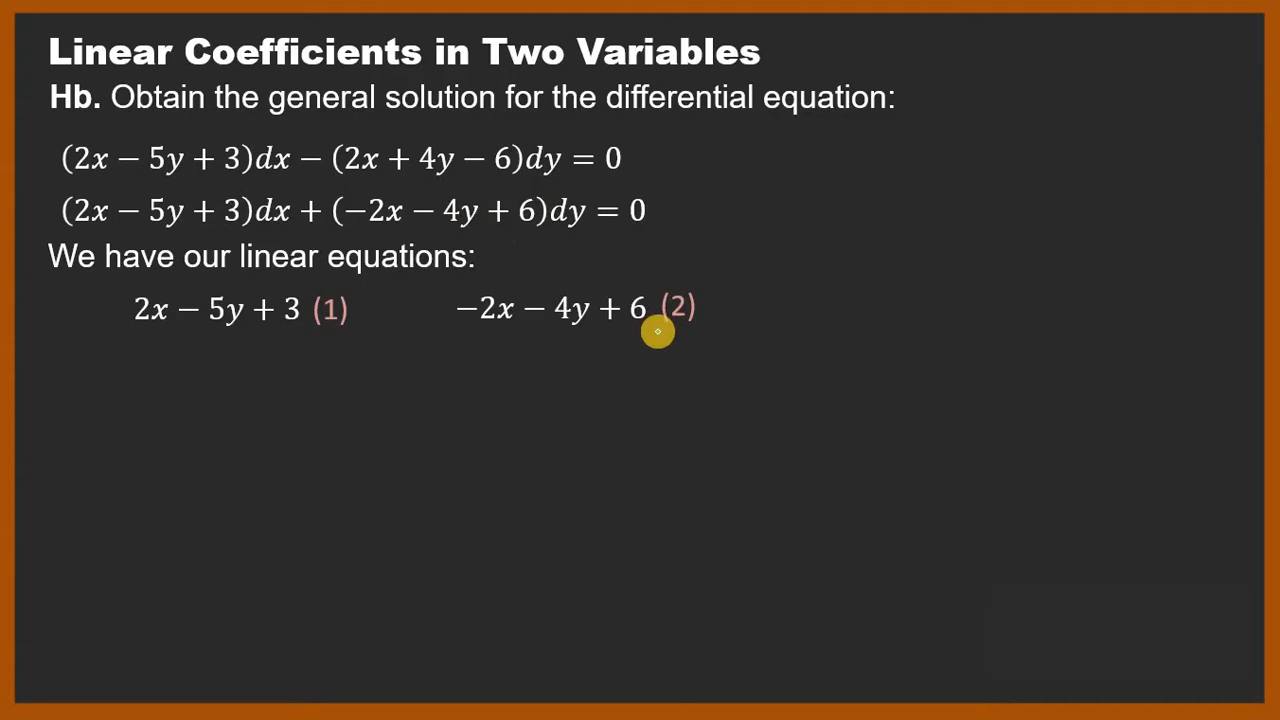 Linear Coefficients in Two Variables
Hb. Obtain the general solution for the differential equation:
(2x − 5y + 3)dx − (2x + 4y − 6)dy = 0
(2x − 5y + 3)dx + (−2x − 4y + 6)dy = 0
We have our linear equations:
2x − 5y + 3 (1) −2x − 4y + 6 (2)